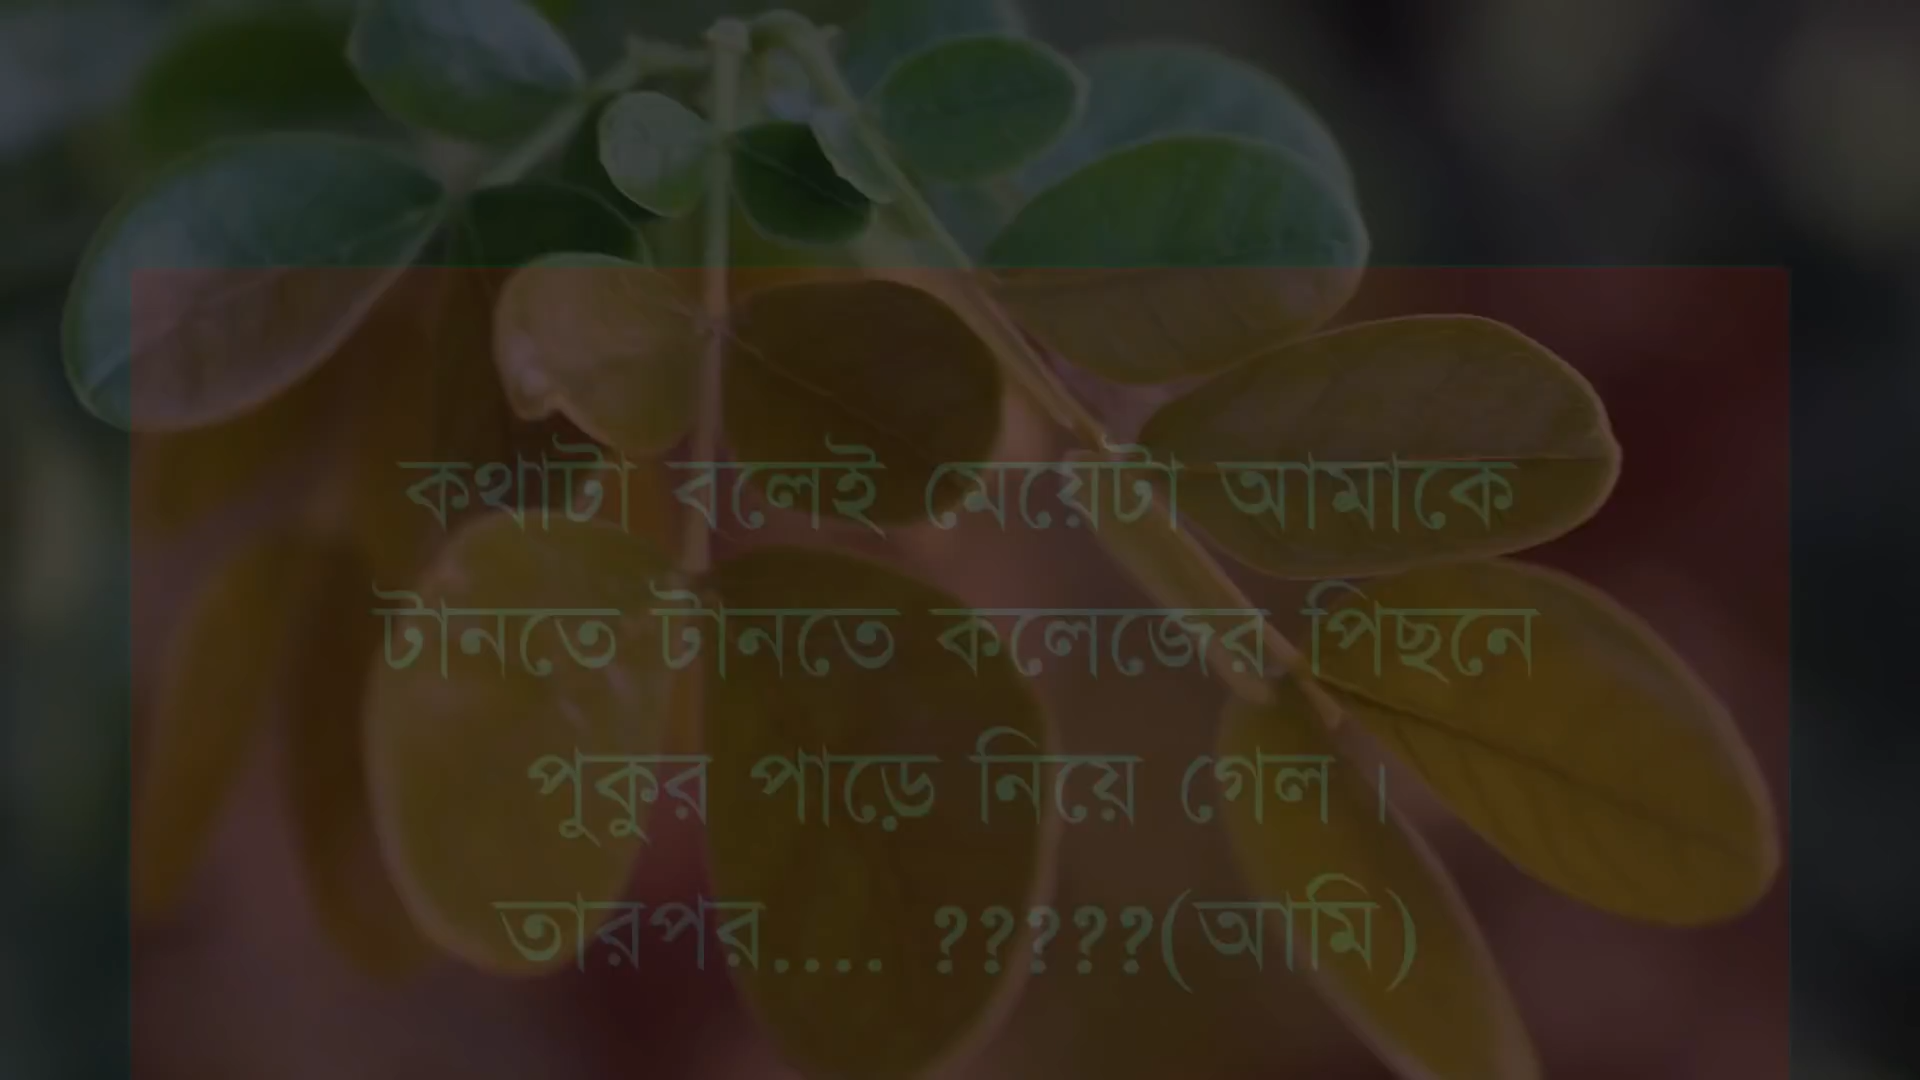 কথাটা বলেই মেয়েটা আমাকে
টানতে টানতে কলেজের পিছনে
পুকুর পাড়ে নিয়ে গেল ।
তারপর.... ?????(আমি)